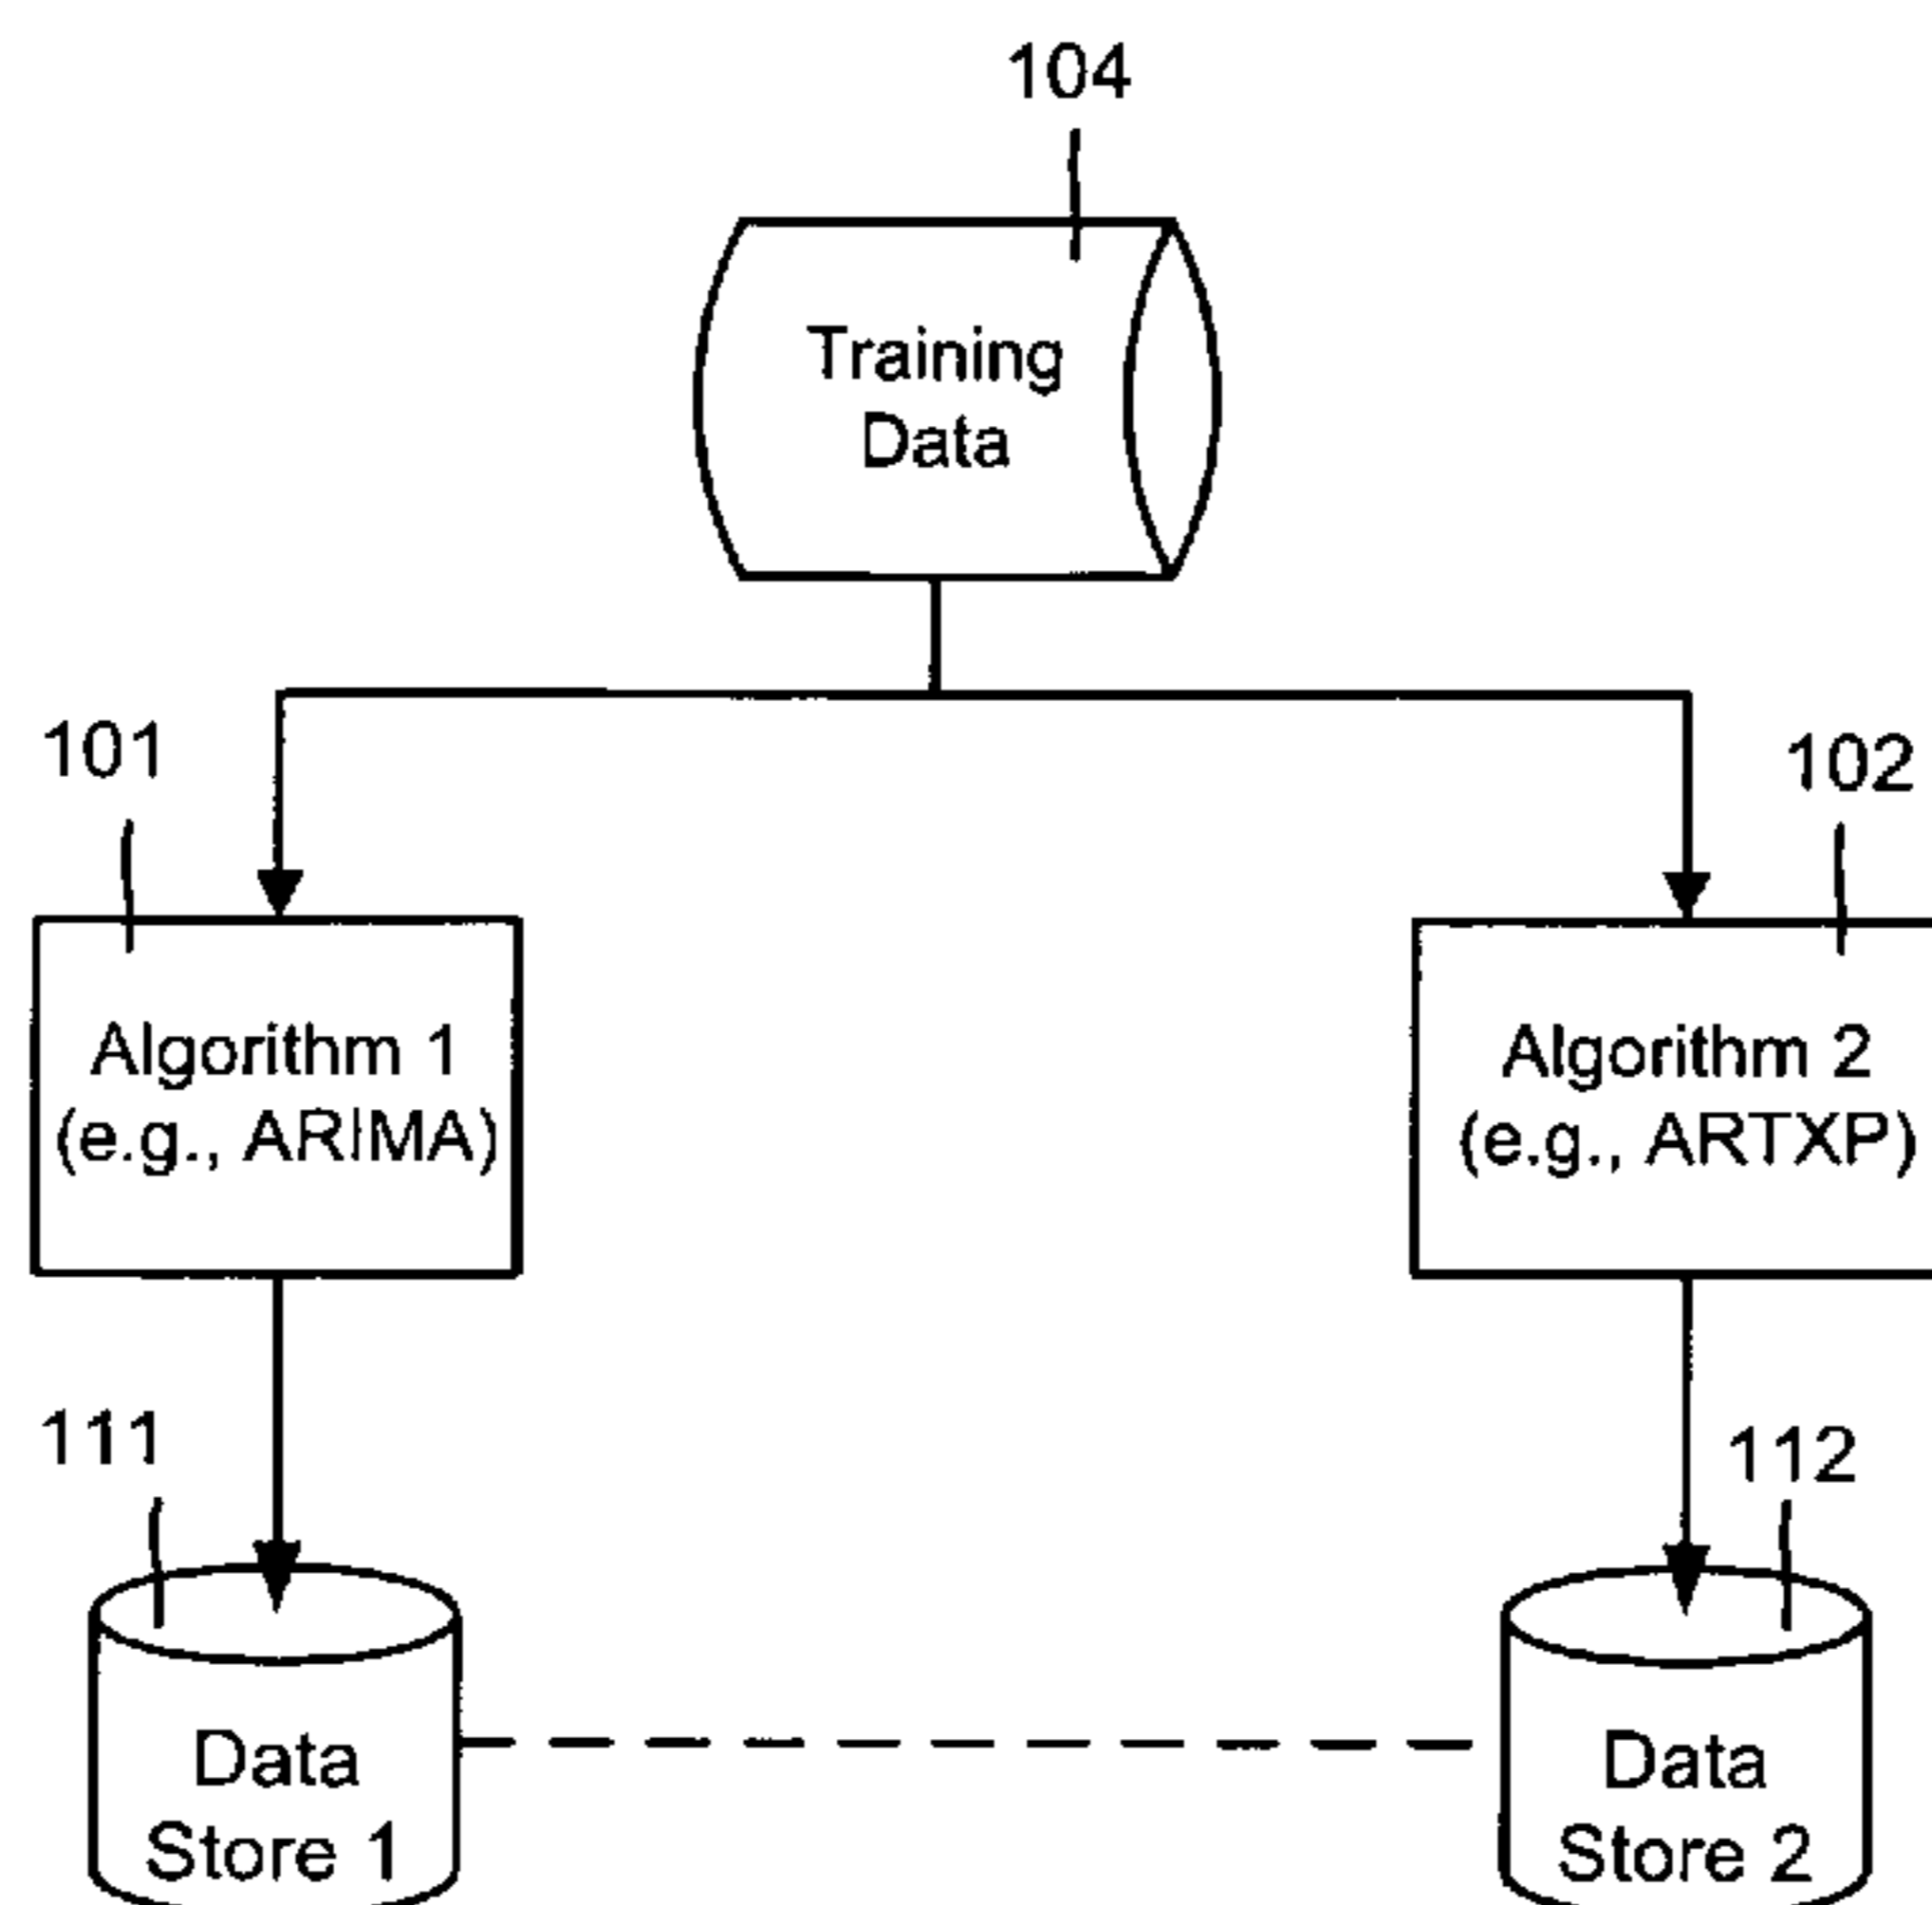 104
Training
Data
101
102
Algorithm 1
(e.g., ARIMA)
Algorithm 2
(e.g., ARTXP)
111
112
Data
Store 1
Data
Store 2